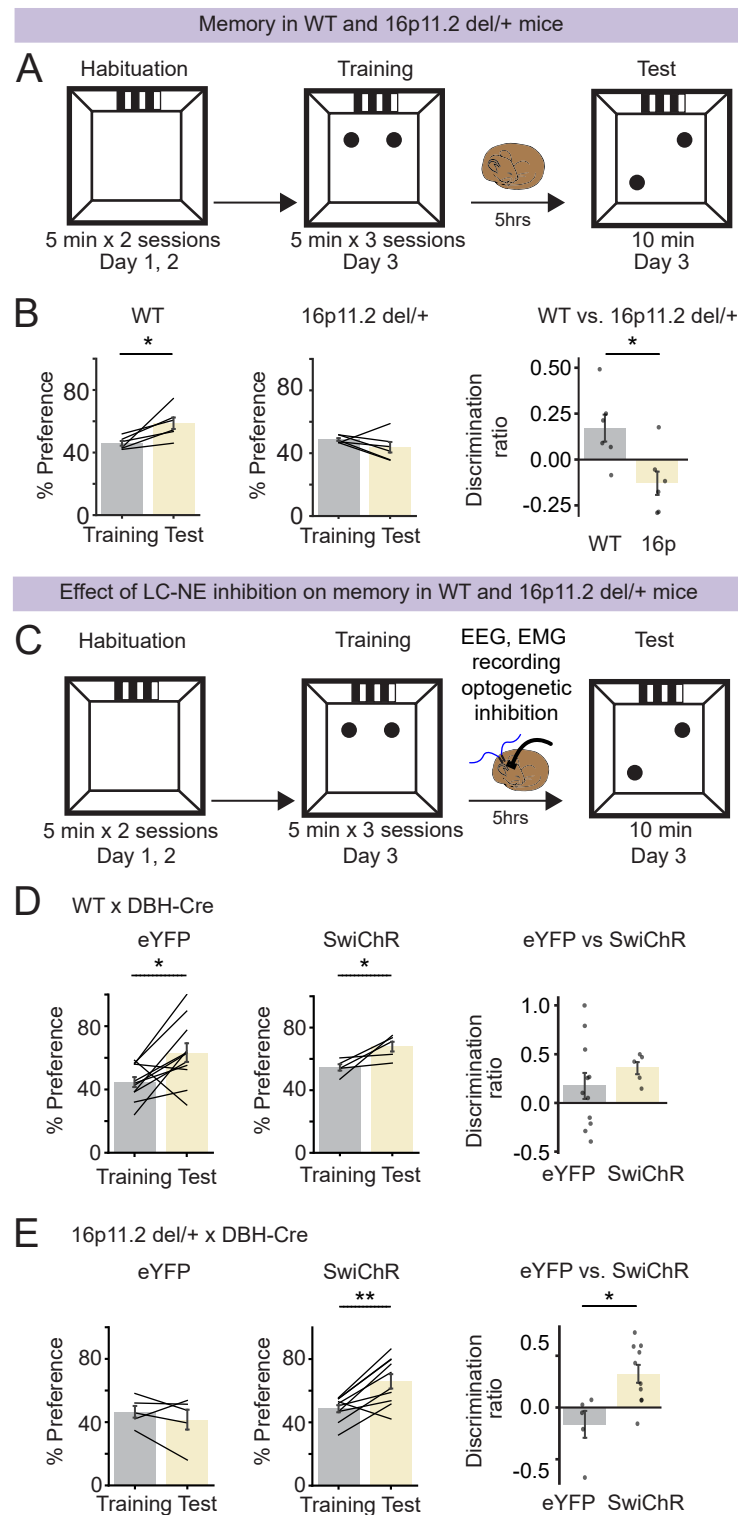 Memory in WT and 16p11.2 del/+ mice
A
Habituation
Training
Test
5hrs
5 min x 2 sessions
Day 1, 2
5 min x 3 sessions
Day 3
10 min
Day 3
B
WT
16p11.2 del/+
WT vs. 16p11.2 del/+
*
*
% Preference
80
40
0
Training Test
% Preference
80
40
0
Training Test
Discrimination
ratio
0.50
0.25
0.00
-0.25
WT 16p
Effect of LC-NE inhibition on memory in WT and 16p11.2 del/+ mice
C
Habituation
Training
EEG, EMG
recording
optogenetic
inhibition
Test
5hrs
5 min x 2 sessions
Day 1, 2
5 min x 3 sessions
Day 3
10 min
Day 3
D
WT x DBH-Cre
eYFP
SwiChR
eYFP vs SwiChR
*
*
% Preference
80
40
0
Training Test
% Preference
80
40
0
Training Test
Discrimination
ratio
1.0
0.5
0
-0.5
eYFP SwiChR
E
16p11.2 del/+ x DBH-Cre
eYFP
SwiChR
eYFP vs. SwiChR
**
*
% Preference
80
40
0
Training Test
% Preference
80
40
0
Training Test
Discrimination
ratio
0.5
0.0
-0.5
eYFP SwiChR